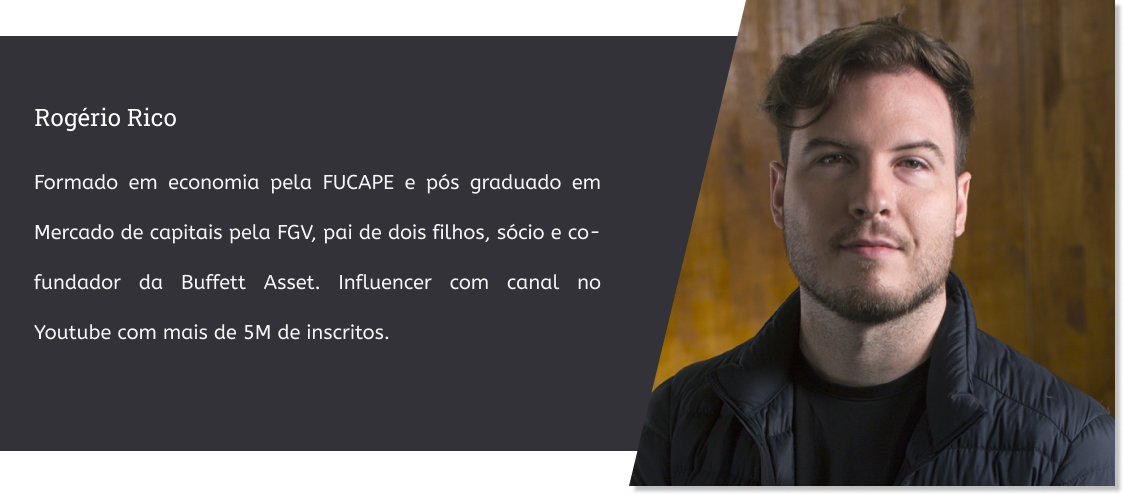 Rogério Rico
Formado em economia pela FUCAPE e pós graduado em
Mercado de capitais pela FGV, pai de dois filhos, sócio e co-
fundador da Buffett Asset. Influencer com canal no
Youtube com mais de 5M de inscritos.